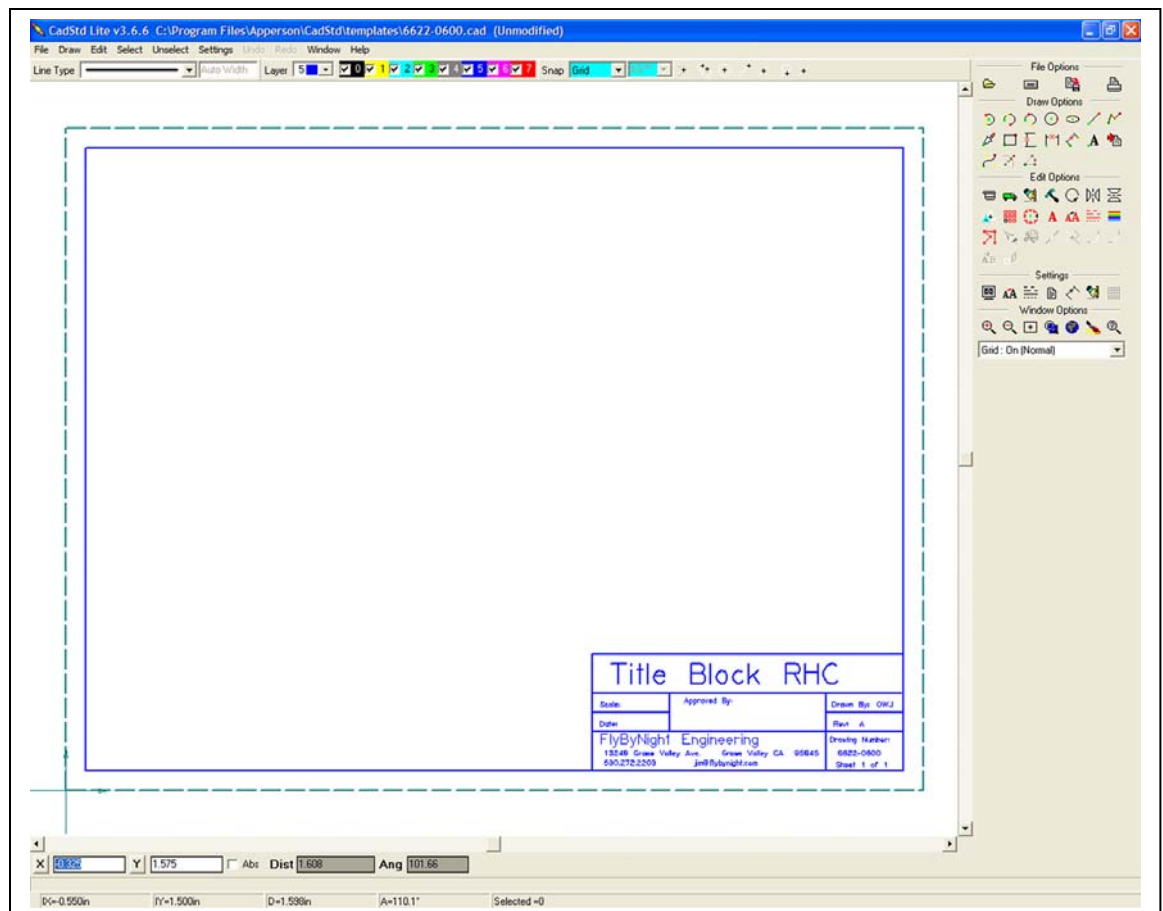 CadStd Lite v3.6.6 C:\Program Files\Apperson\CadStd\templates\6622-0600.cad (Unmodified)
File Draw Edit Select Unselect Settings Undo Redo Window Help
Line Type Auto Width Layer 5 0 1 2 3 4 5 6 7 Snap Grid
File Options
Draw Options
Edit Options
Settings
Window Options
Grid : On (Normal)
Title Block RHC
Scale: Approved By: Drawn By: OWJ
Date: Rev: A
FlyByNight Engineering Drawing Number:
Valley Ave. Valley CA 95945 6622-0600
530.272.2203 jim@flybynight.com Sheet 1 of 1
X -0.325 Y 1.575 Abs Dist 1.608 Ang 101.66
IX=-0.550in IY=1.500in D=1.598in A=110.1° Selected =0